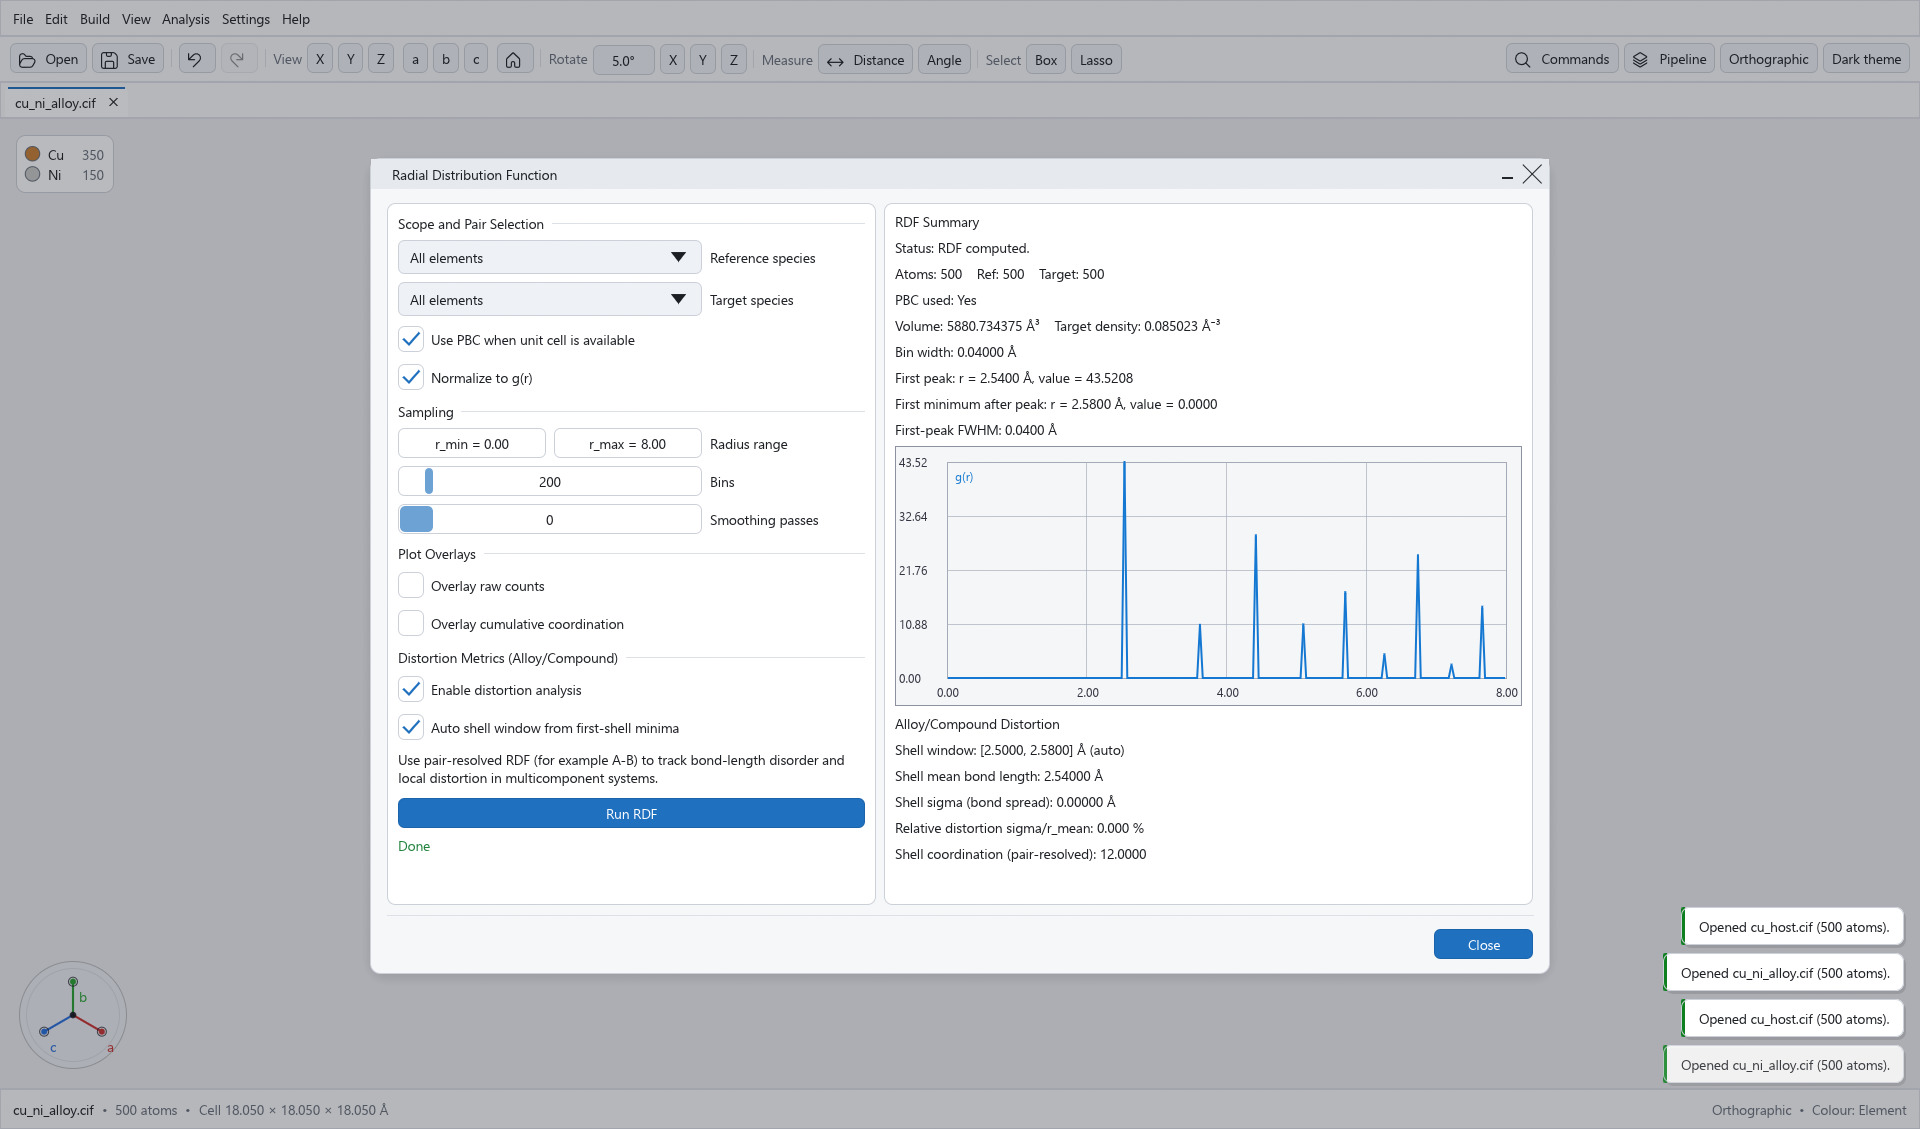 File Edit Build View Analysis Settings Help
Open Save View X Y Z a b c Rotate 5.0° X Y Z Measure Distance Angle Select Box Lasso Commands Pipeline Orthographic Dark theme
cu_ni_alloy.cif
Cu 350
Ni 150
Radial Distribution Function
Scope and Pair Selection
All elements Reference species
All elements Target species
Use PBC when unit cell is available
Normalize to g(r)
Sampling
r_min = 0.00 r_max = 8.00 Radius range
200 Bins
0 Smoothing passes
Plot Overlays
Overlay raw counts
Overlay cumulative coordination
Distortion Metrics (Alloy/Compound)
Enable distortion analysis
Auto shell window from first-shell minima
Use pair-resolved RDF (for example A-B) to track bond-length disorder and
local distortion in multicomponent systems.
Run RDF
Done
RDF Summary
Status: RDF computed.
Atoms: 500 Ref: 500 Target: 500
PBC used: Yes
Volume: 5880.734375 Å³ Target density: 0.085023 Å⁻³
Bin width: 0.04000 Å
First peak: r = 2.5400 Å, value = 43.5208
First minimum after peak: r = 2.5800 Å, value = 0.0000
First-peak FWHM: 0.0400 Å
43.52
g(r)
32.64
21.76
10.88
0.00
0.00 2.00 4.00 6.00 8.00
Alloy/Compound Distortion
Shell window: [2.5000, 2.5800] Å (auto)
Shell mean bond length: 2.54000 Å
Shell sigma (bond spread): 0.00000 Å
Relative distortion sigma/r_mean: 0.000 %
Shell coordination (pair-resolved): 12.0000
Close
Opened cu_host.cif (500 atoms).
Opened cu_ni_alloy.cif (500 atoms).
Opened cu_host.cif (500 atoms).
Opened cu_ni_alloy.cif (500 atoms).
b
c a
cu_ni_alloy.cif • 500 atoms • Cell 18.050 × 18.050 × 18.050 Å Orthographic • Colour: Element